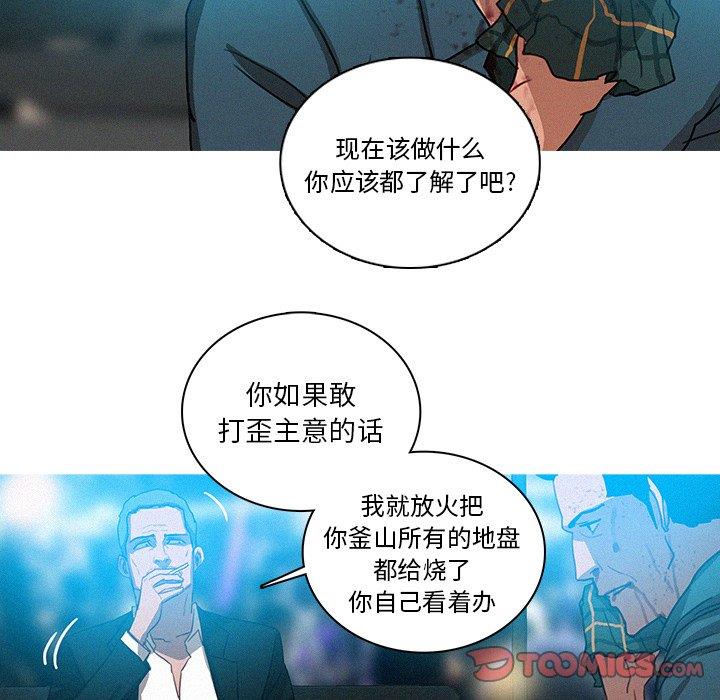 现在该做什么
你应该都了解了吧?
你如果敢
打歪主意的话
我就放火把
你釜山所有的地盘
都给烧了
你自己看着办
TOOMICS.COM